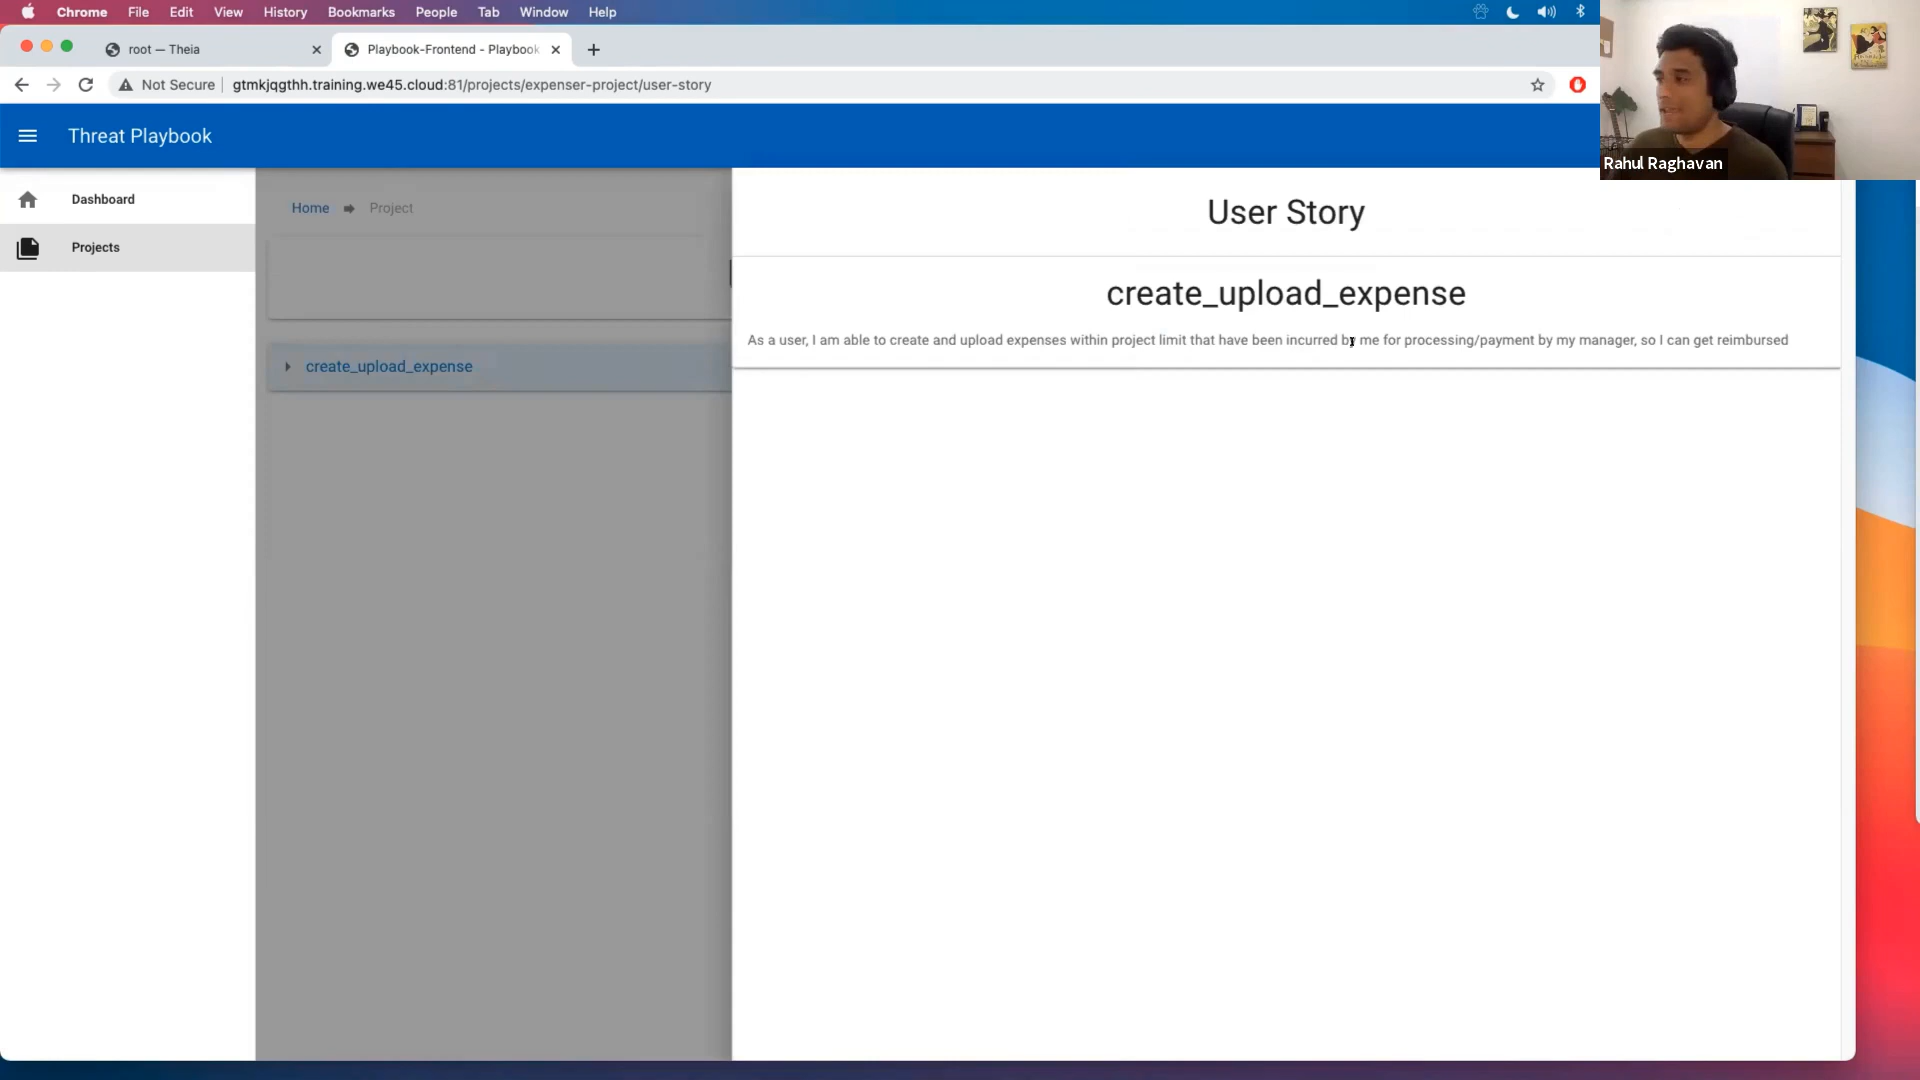 Chrome File Edit View History Bookmarks People Tab Window Help
root — Theia
Playbook-Frontend - Playbook
Not Secure gtmkjqgthh.training.we45.cloud:81/projects/expenser-project/user-story
Rahul Raghavan
Threat Playbook
Dashboard
Projects
Home Project
create_upload_expense
User Story
create_upload_expense
As a user, I am able to create and upload expenses within project limit that have been incurred by me for processing/payment by my manager, so I can get reimbursed